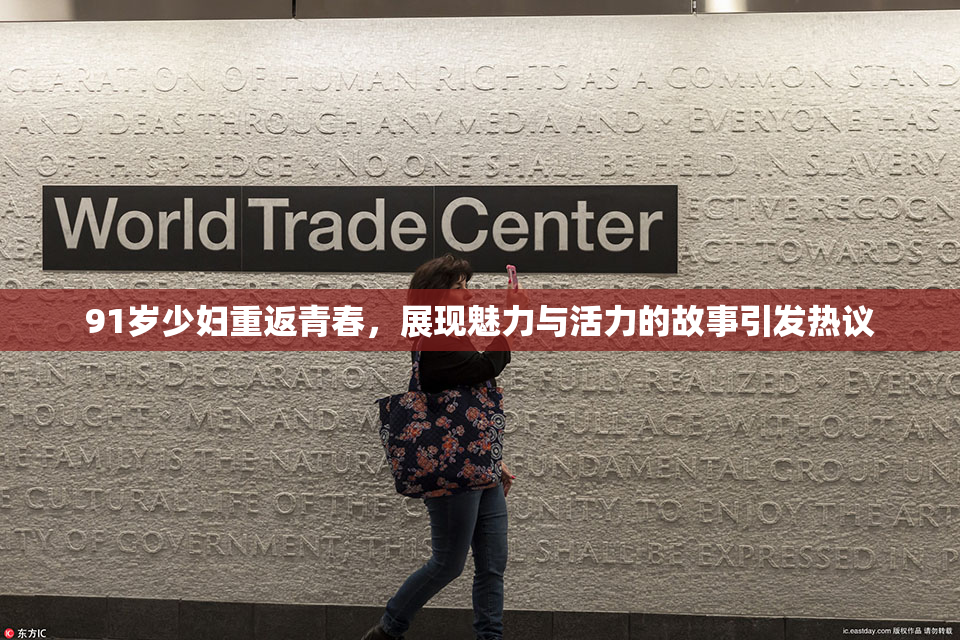 CLARATION OF HUMAN RIGHTS AS A COMMON STAND
AND IDEAS THROUGH ANY MEDIA AND ~ EVERYONE HAS T
N OF THIS PLEDGE ~ NO ONE SHALL BE HELD IN SLAVERY
World Trade Center
ECTIVE RECOGN
ACT TOWARDS O
91岁少妇重返青春，展现魅力与活力的故事引发热议
IN THIS DECLARATION FULLY REALIZED ~ EVERYO
THOUGHT MEN AND OF FULL AGE, WITHO
E FAMILY IS THE NATURA FUNDAMENTAL GROUP
E CULTURAL LIFE OF THE UNITY, TO ENJOY THE ART
TY OF GOVERNMENT; THIS SHALL BE EXPRESSED IN P
东方IC
ic.eastday.com 版权作品 请勿转载